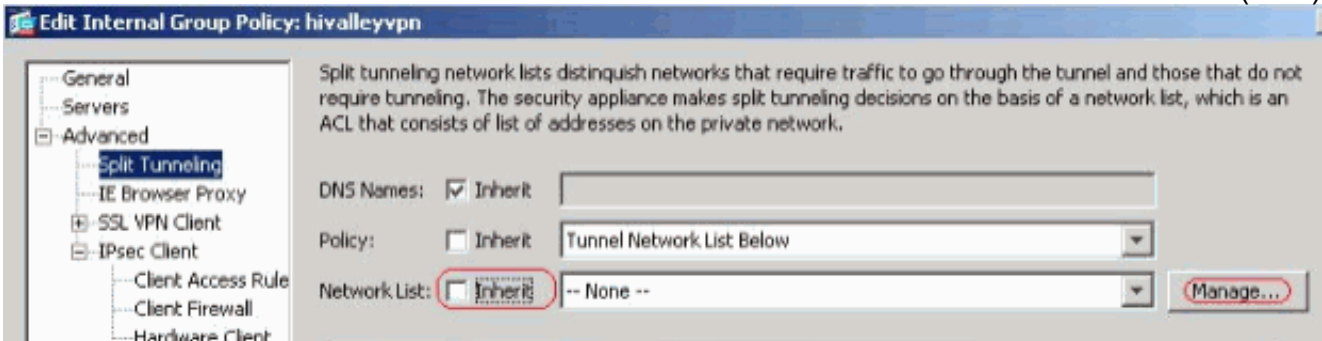 Edit Internal Group Policy: hivalleyvpn
General
Servers
Advanced
Split Tunneling
IE Browser Proxy
SSL VPN Client
IPsec Client
Client Access Rule
Client Firewall
Hardware Client
Split tunneling network lists distinguish networks that require traffic to go through the tunnel and those that do not
require tunneling. The security appliance makes split tunneling decisions on the basis of a network list, which is an
ACL that consists of list of addresses on the private network.
DNS Names: Inherit
Policy: Inherit Tunnel Network List Below
Network List: Inherit -- None -- Manage...